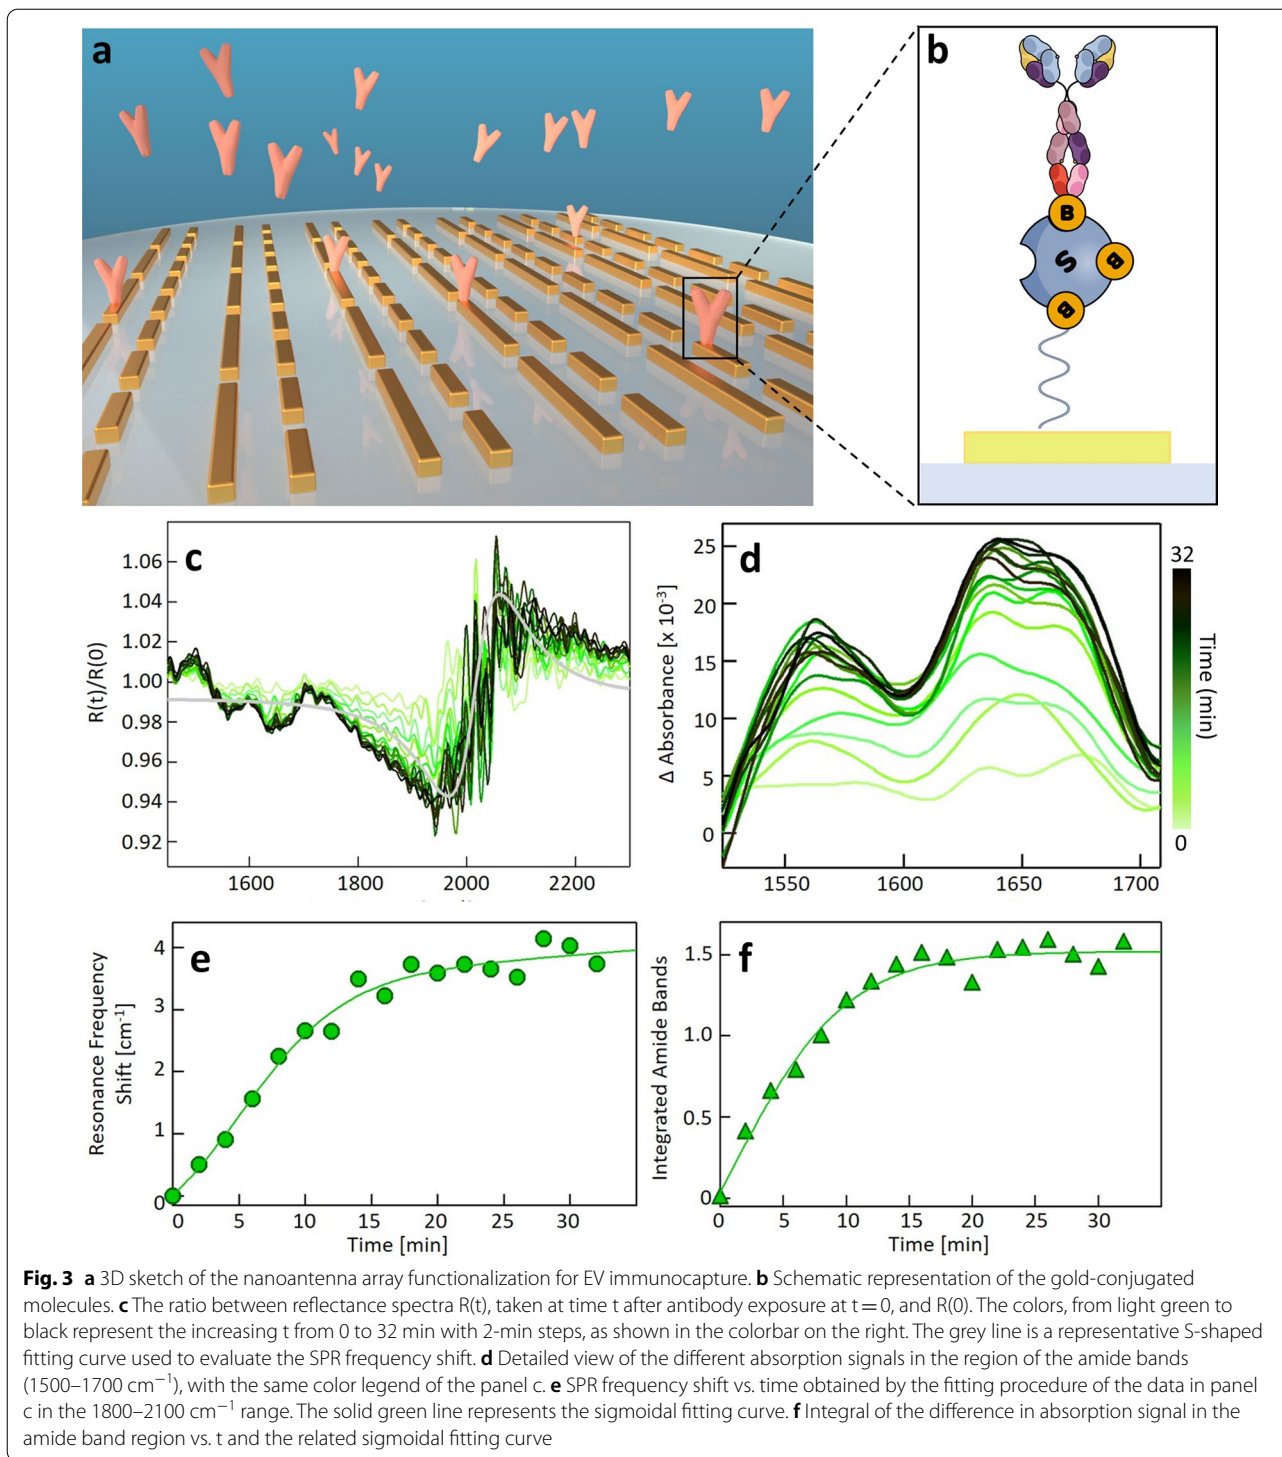 a
b
B
S
B
B
c
R(t)/R(0)
1.06
1.04
1.02
1.00
0.98
0.96
0.94
0.92
1600 1800 2000 2200
d
Δ Absorbance [x 10⁻³]
25
20
15
10
5
0
1550 1600 1650 1700
32
Time (min)
0
e
Resonance Frequency
Shift [cm⁻¹]
4
3
2
1
0
0 5 10 15 20 25 30
Time [min]
f
Integrated Amide Bands
1.5
1.0
0.5
0
0 5 10 15 20 25 30
Time [min]
Fig. 3 a 3D sketch of the nanoantenna array functionalization for EV immunocapture. b Schematic representation of the gold-conjugated
molecules. c The ratio between reflectance spectra R(t), taken at time t after antibody exposure at t = 0, and R(0). The colors, from light green to
black represent the increasing t from 0 to 32 min with 2-min steps, as shown in the colorbar on the right. The grey line is a representative S-shaped
fitting curve used to evaluate the SPR frequency shift. d Detailed view of the different absorption signals in the region of the amide bands
(1500–1700 cm⁻¹), with the same color legend of the panel c. e SPR frequency shift vs. time obtained by the fitting procedure of the data in panel
c in the 1800–2100 cm⁻¹ range. The solid green line represents the sigmoidal fitting curve. f Integral of the difference in absorption signal in the
amide band region vs. t and the related sigmoidal fitting curve